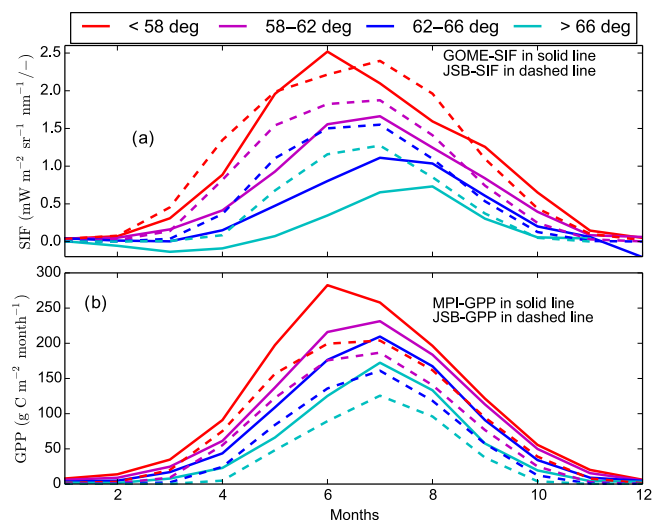 < 58 deg 58–62 deg 62–66 deg > 66 deg
GOME-SIF in solid line
JSB-SIF in dashed line
(a)
SIF (mW m⁻² sr⁻¹ nm⁻¹/−)
2.5
2.0
1.5
1.0
0.5
0.0
(b)
MPI-GPP in solid line
JSB-GPP in dashed line
GPP (g C m⁻² month⁻¹)
300
250
200
150
100
50
0
2 4 6 8 10 12
Months